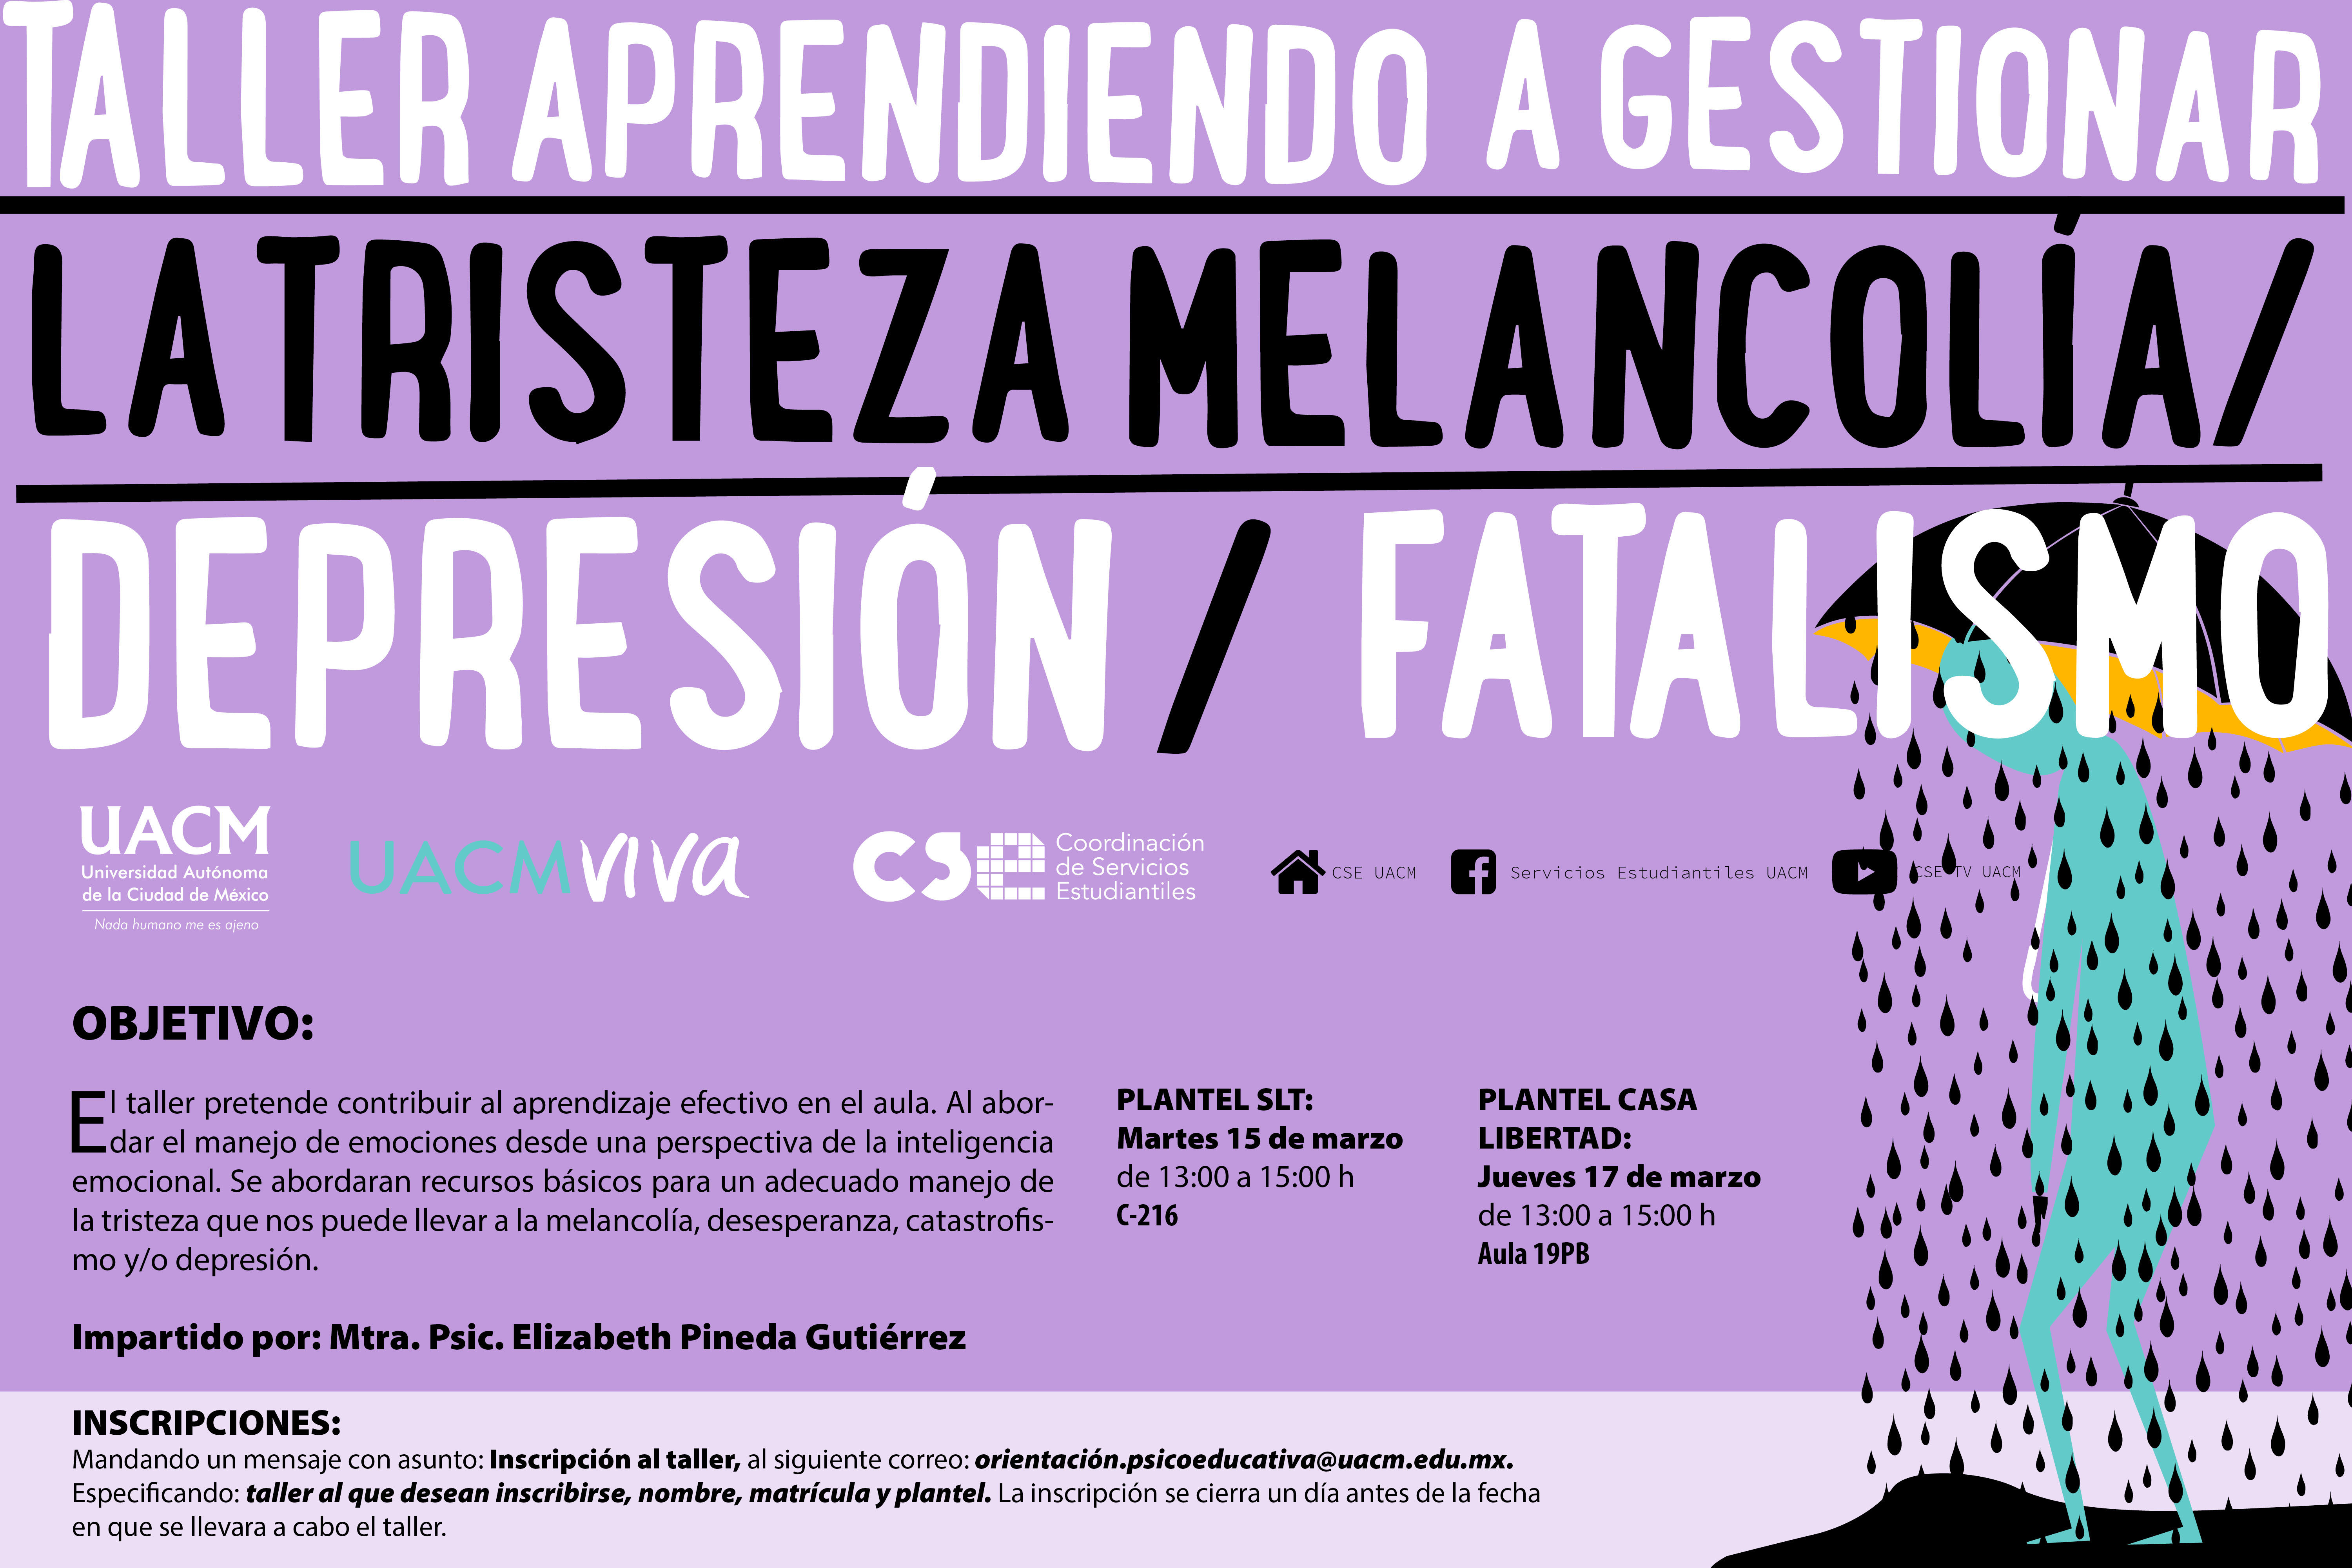 TALLER APRENDIENDO A GESTIONAR
LA TRISTEZA MELANCOLÍA/
DEPRESIÓN / FATALISMO
UACM
Universidad Autónoma
de la Ciudad de México
Nada humano me es ajeno
UACM viva
cse
Coordinación
de Servicios
Estudiantiles
CSE UACM
Servicios Estudiantiles UACM
CSE TV UACM
OBJETIVO:
El taller pretende contribuir al aprendizaje efectivo en el aula. Al abor-
dar el manejo de emociones desde una perspectiva de la inteligencia
emocional. Se abordaran recursos básicos para un adecuado manejo de
la tristeza que nos puede llevar a la melancolía, desesperanza, catastrofis-
mo y/o depresión.
Impartido por: Mtra. Psic. Elizabeth Pineda Gutiérrez
PLANTEL SLT:
Martes 15 de marzo
de 13:00 a 15:00 h
C-216
PLANTEL CASA
LIBERTAD:
Jueves 17 de marzo
de 13:00 a 15:00 h
Aula 19PB
INSCRIPCIONES:
Mandando un mensaje con asunto: Inscripción al taller, al siguiente correo: orientación.psicoeducativa@uacm.edu.mx.
Especificando: taller al que desean inscribirse, nombre, matrícula y plantel. La inscripción se cierra un día antes de la fecha
en que se llevara a cabo el taller.